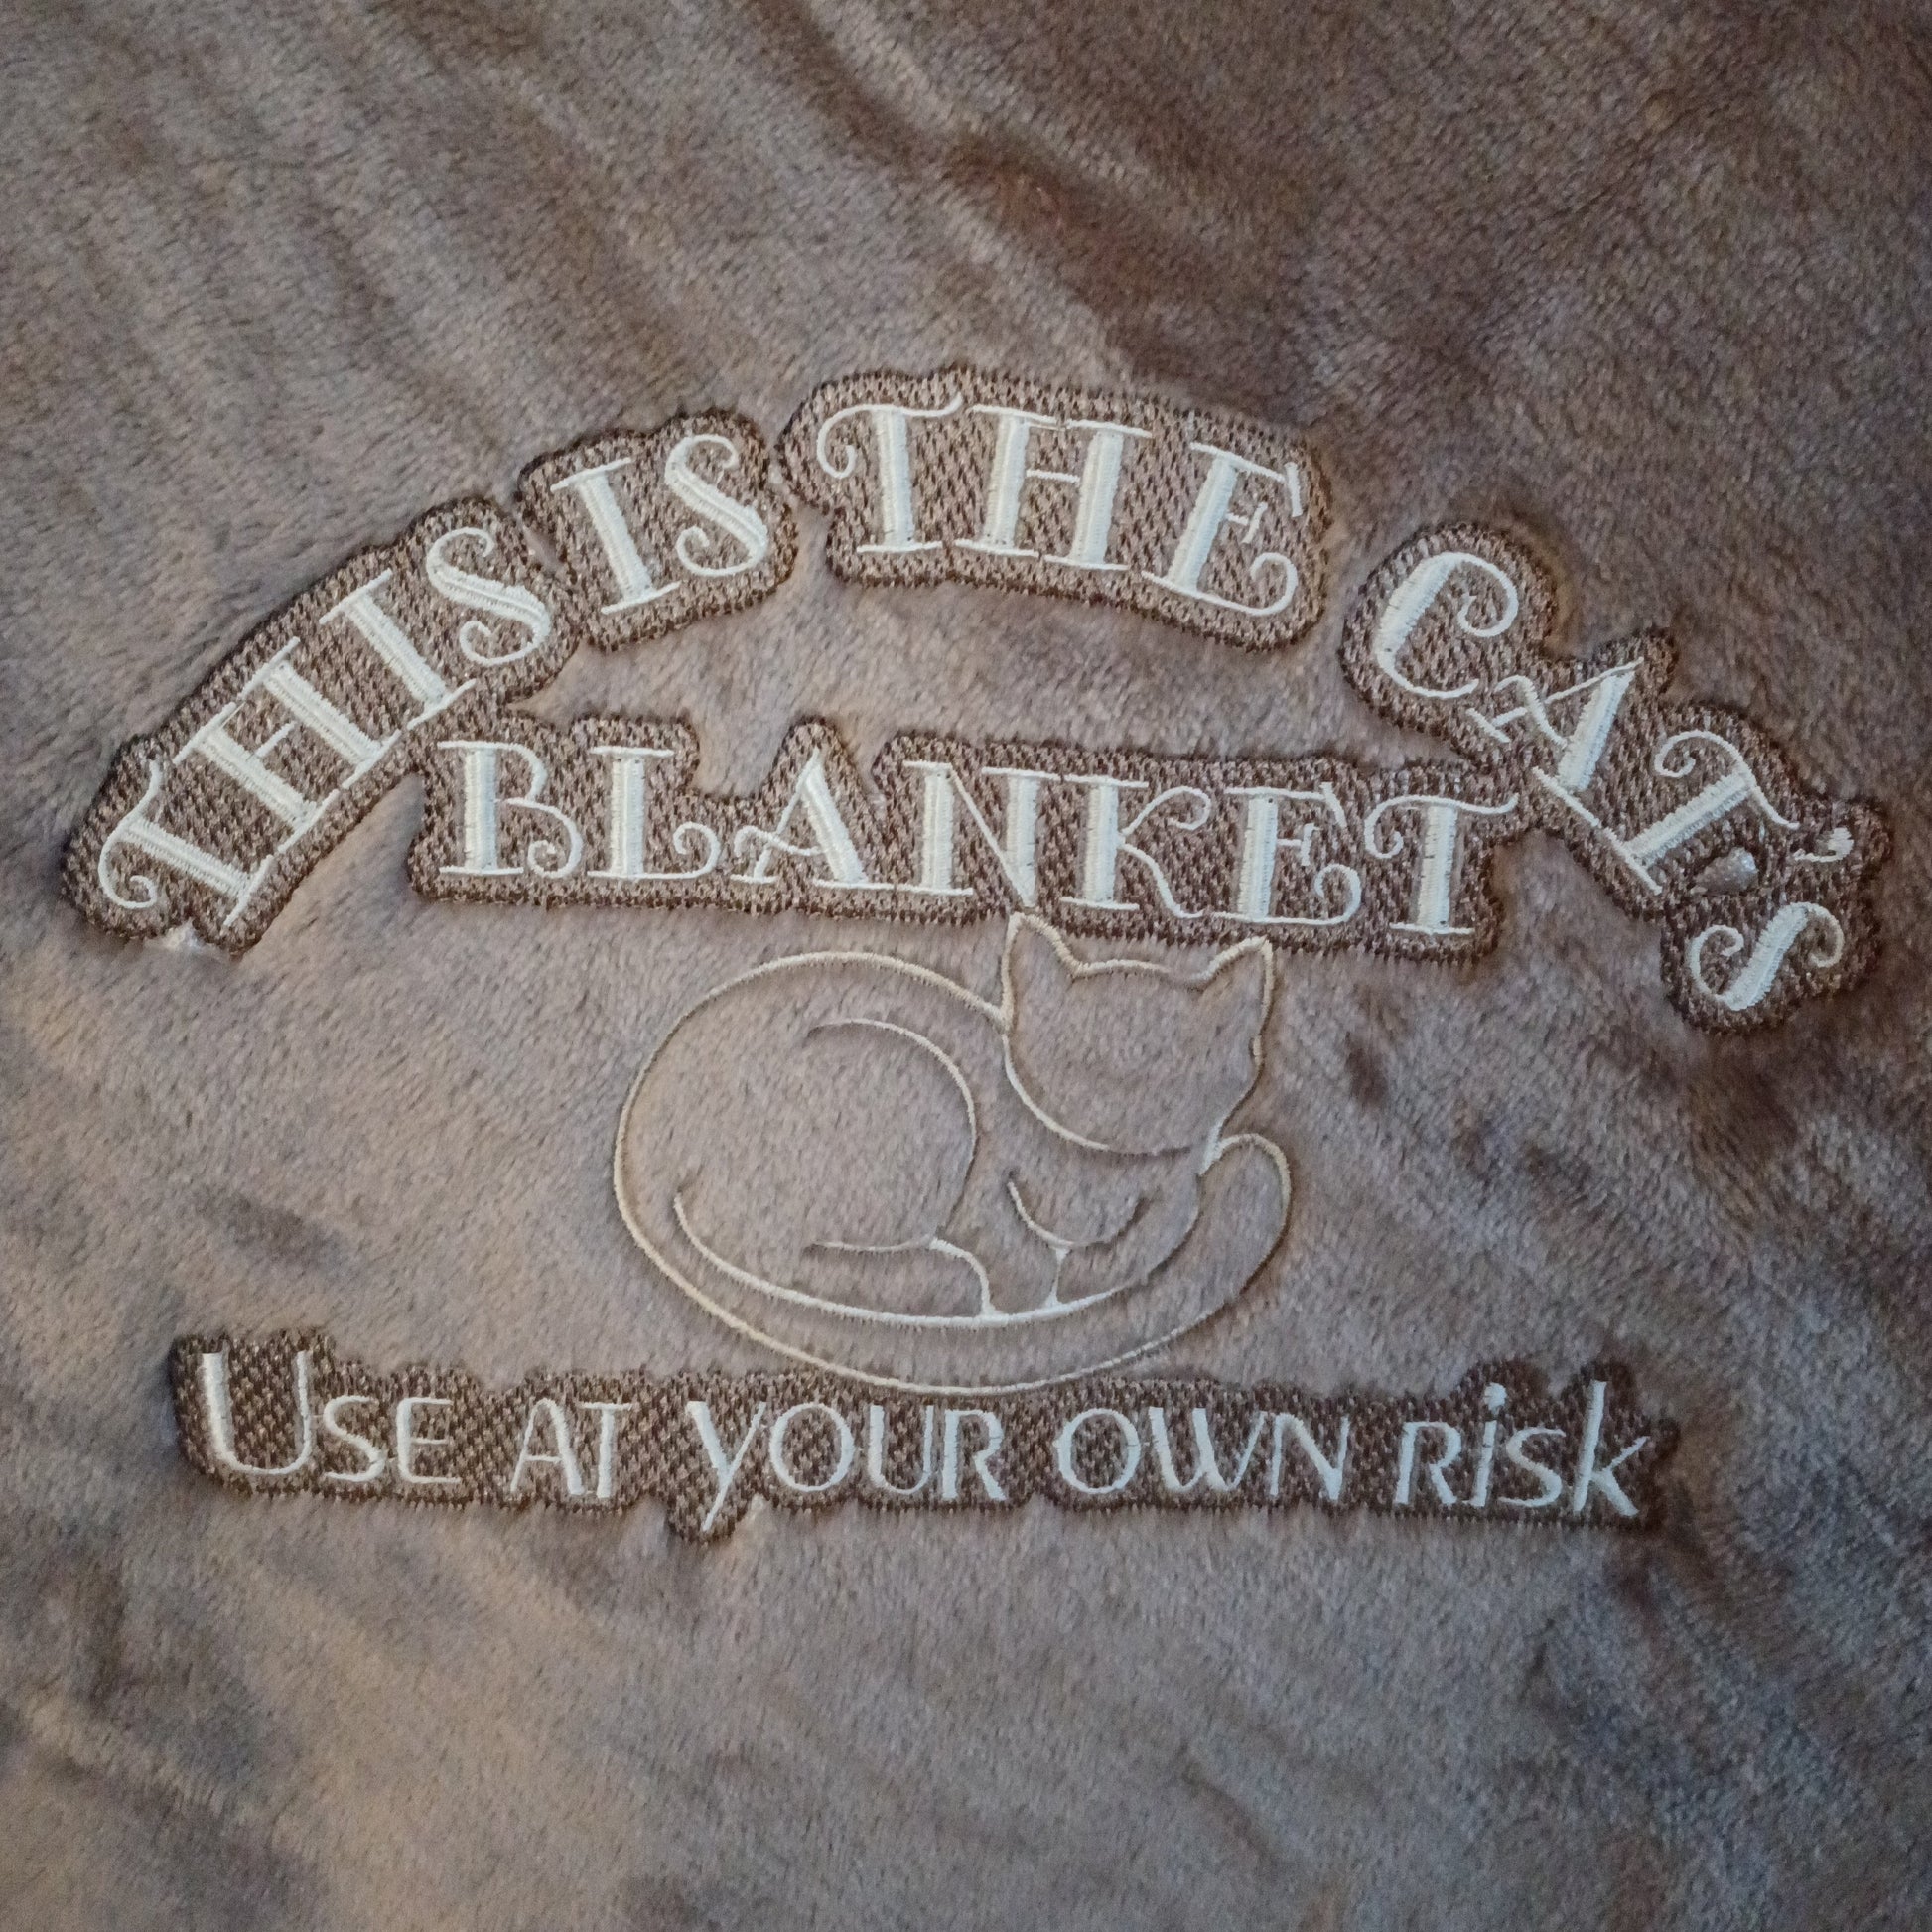 THIS IS THE CAT'S
BLANKET
USE AT YOUR OWN RISK